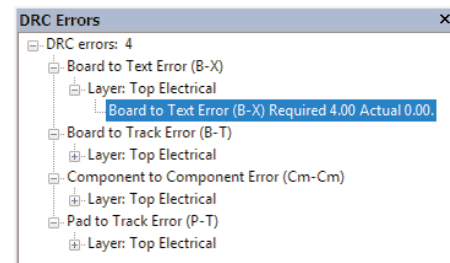 DRC Errors
DRC errors: 4
Board to Text Error (B-X)
Layer: Top Electrical
Board to Text Error (B-X) Required 4.00 Actual 0.00.
Board to Track Error (B-T)
Layer: Top Electrical
Component to Component Error (Cm-Cm)
Layer: Top Electrical
Pad to Track Error (P-T)
Layer: Top Electrical